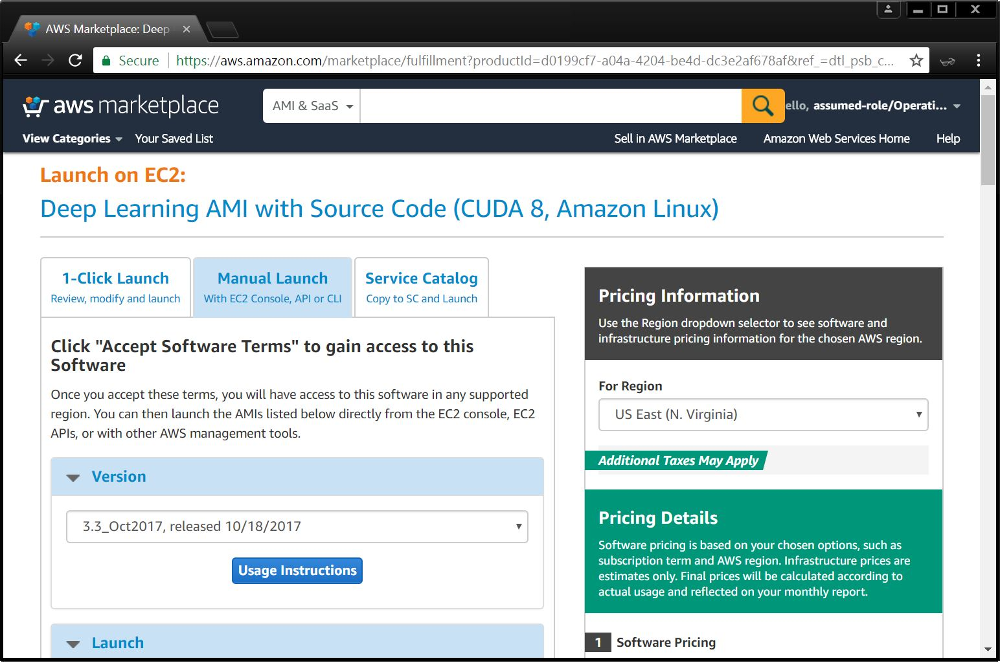 AWS Marketplace: Deep
Secure
https://aws.amazon.com/marketplace/fulfillment?productId=d0199cf7-a04a-4204-be4d-dc3e2af678af&ref_=dtl_psb_c...
aws marketplace
AMI & SaaS
ello, assumed-role/Operati...
View Categories
Your Saved List
Sell in AWS Marketplace
Amazon Web Services Home
Help
Launch on EC2:
Deep Learning AMI with Source Code (CUDA 8, Amazon Linux)
1-Click Launch
Review, modify and launch
Manual Launch
With EC2 Console, API or CLI
Service Catalog
Copy to SC and Launch
Click "Accept Software Terms" to gain access to this
Software
Once you accept these terms, you will have access to this software in any supported
region. You can then launch the AMIs listed below directly from the EC2 console, EC2
APIs, or with other AWS management tools.
Version
3.3_Oct2017, released 10/18/2017
Usage Instructions
Launch
Pricing Information
Use the Region dropdown selector to see software and
infrastructure pricing information for the chosen AWS region.
For Region
US East (N. Virginia)
Additional Taxes May Apply
Pricing Details
Software pricing is based on your chosen options, such as
subscription term and AWS region. Infrastructure prices are
estimates only. Final prices will be calculated according to
actual usage and reflected on your monthly report.
1 Software Pricing